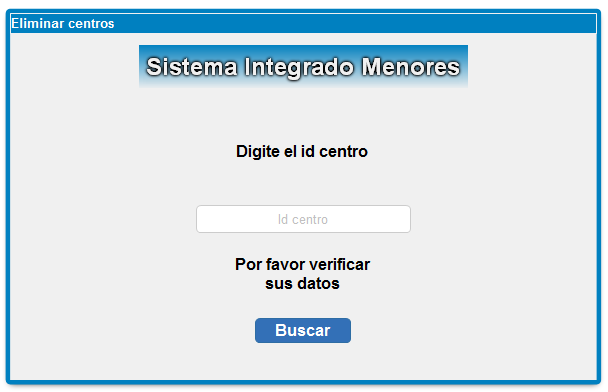 Eliminar centros
Sistema Integrado Menores
Digite el id centro
Id centro
Por favor verificar
sus datos
Buscar